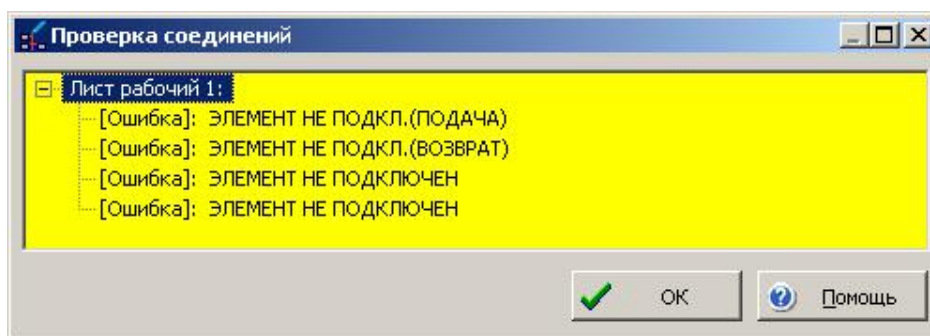 Проверка соединений
Лист рабочий 1:
[Ошибка]: ЭЛЕМЕНТ НЕ ПОДКЛ.(ПОДАЧА)
[Ошибка]: ЭЛЕМЕНТ НЕ ПОДКЛ.(ВОЗВРАТ)
[Ошибка]: ЭЛЕМЕНТ НЕ ПОДКЛЮЧЕН
[Ошибка]: ЭЛЕМЕНТ НЕ ПОДКЛЮЧЕН
ОК Помощь